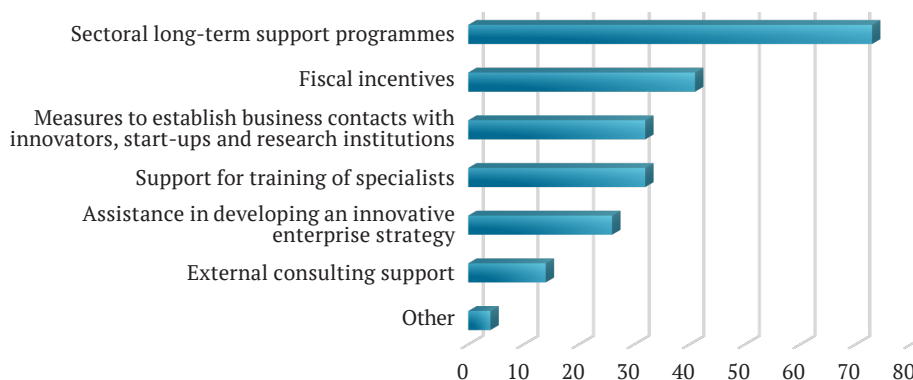 Sectoral long-term support programmes
Fiscal incentives
Measures to establish business contacts with
innovators, start-ups and research institutions
Support for training of specialists
Assistance in developing an innovative
enterprise strategy
External consulting support
Other
0 10 20 30 40 50 60 70 80